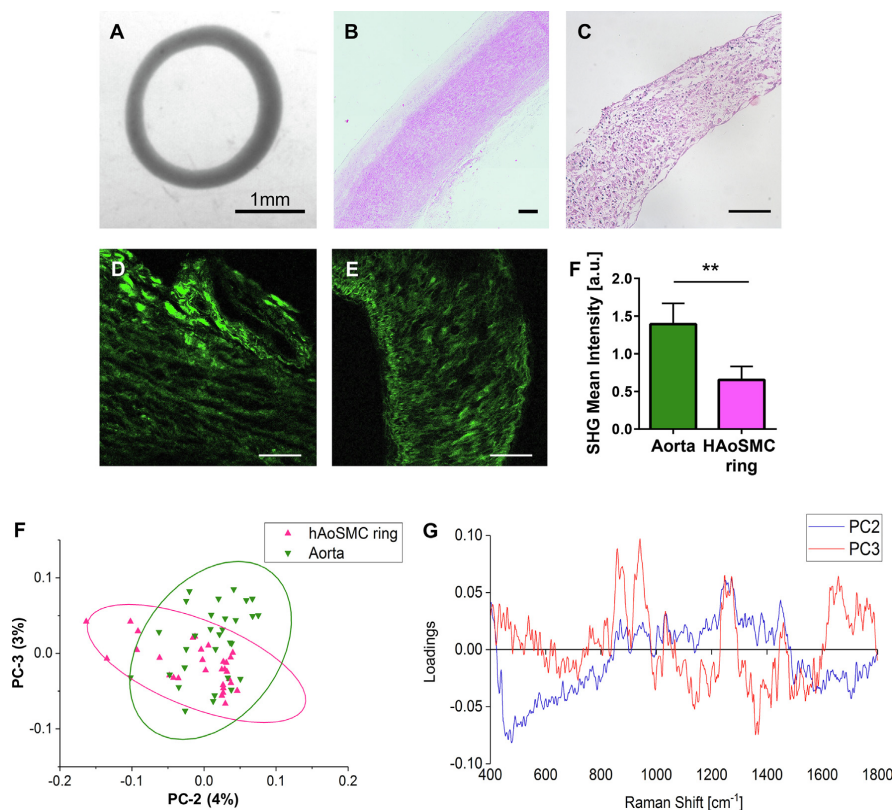 A
1mm
B
C
D
E
F
SHG Mean Intensity [a.u.]
2.0
1.5
1.0
0.5
0.0
**
Aorta
HAoSMC
ring
F
hAoSMC ring
Aorta
PC-3 (3%)
0.1
0.0
-0.1
-0.2
-0.1
0.0
0.1
0.2
PC-2 (4%)
G
PC2
PC3
Loadings
0.10
0.05
0.00
-0.05
-0.10
400
600
800
1000
1200
1400
1600
1800
Raman Shift [cm⁻¹]